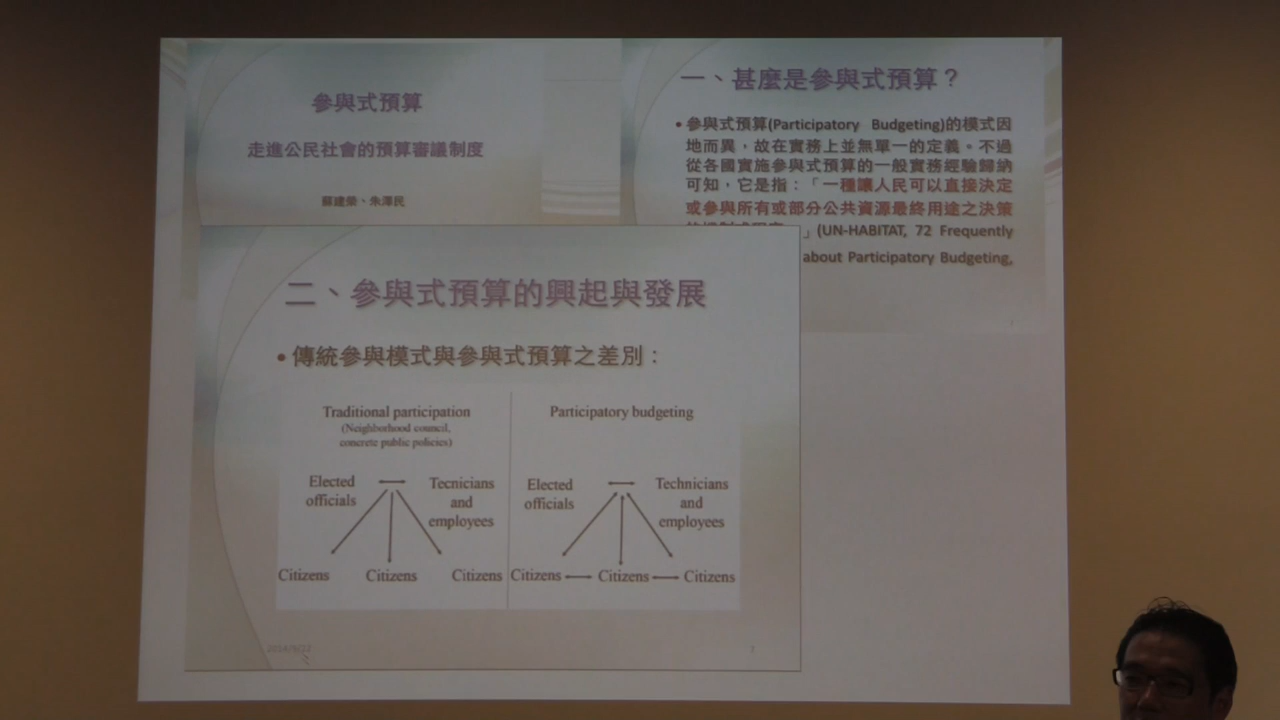 參與式預算
走進公民社會的預算審議制度
蘇建榮、朱澤民
一、甚麼是參與式預算？
•參與式預算(Participatory Budgeting)的模式因
地而異，故在實務上並無單一的定義。不過
從各國實施參與式預算的一般實務經驗歸納
可知，它是指：「一種讓人民可以直接決定
或參與所有或部分公共資源最終用途之決策
」(UN-HABITAT, 72 Frequently
about Participatory Budgeting,
二、參與式預算的興起與發展
•傳統參與模式與參與式預算之差別：
Traditional participation
(Neighborhood council,
concrete public policies)
Elected
officials
Tecnicians
and
employees
Citizens
Citizens
Citizens
Participatory budgeting
Elected
officials
Technicians
and
employees
Citizens
Citizens
Citizens